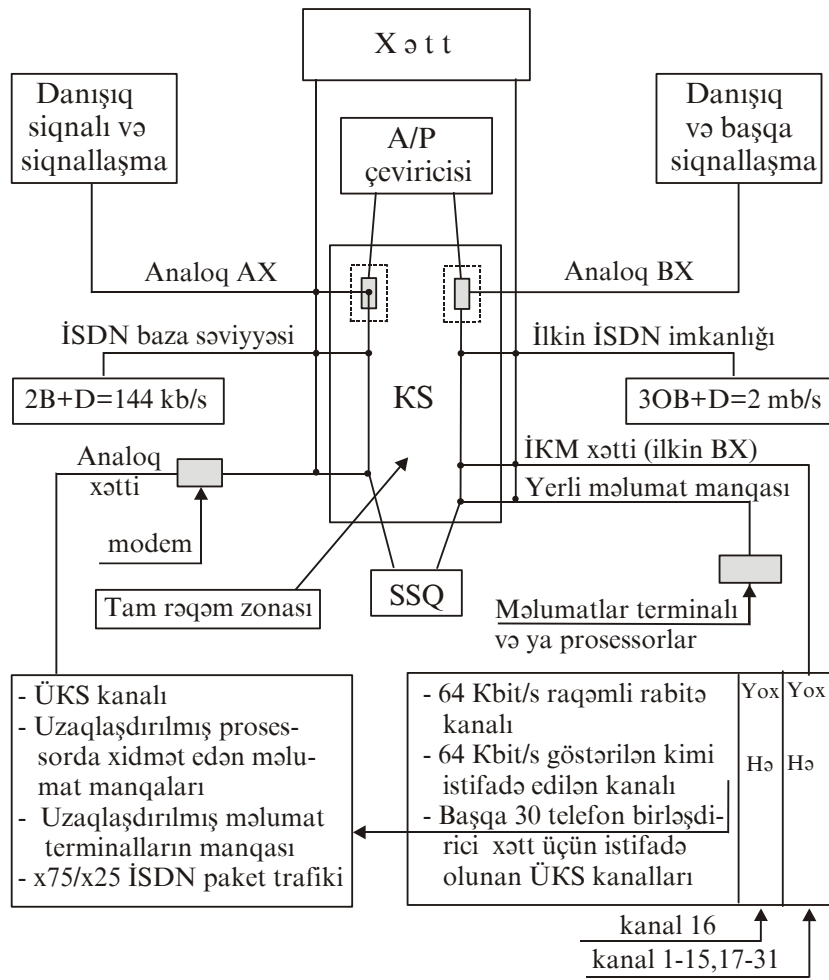 Xətt
Danışıq
siqnalı və
siqnallaşma
A/P
çeviricisi
Danışıq
və başqa
siqnallaşma
Analoq AX
Analoq BX
İSDN baza səviyyəsi
İlkin İSDN imkanlığı
2B+D=144 kb/s
KS
3OB+D=2 mb/s
Analoq
xətti
İKM xətti (ilkin BX)
Yerli məlumat manqası
modem
Tam rəqəm zonası
SSQ
Məlumatlar terminalı
və ya prosessorlar
- ÜKS kanalı
- Uzaqlaşdırılmış proses-
sorda xidmət edən məlu-
mat manqaları
- Uzaqlaşdırılmış məlumat
terminalların manqası
- x75/x25 İSDN paket trafiki
- 64 Kbit/s raqəmli rabitə
kanalı
- 64 Kbit/s göstərilən kimi
istifadə edilən kanalı
- Başqa 30 telefon birləşdi-
rici xətt üçün istifadə
olunan ÜKS kanalları
Yox
Hə
Yox
Hə
kanal 16
kanal 1-15,17-31